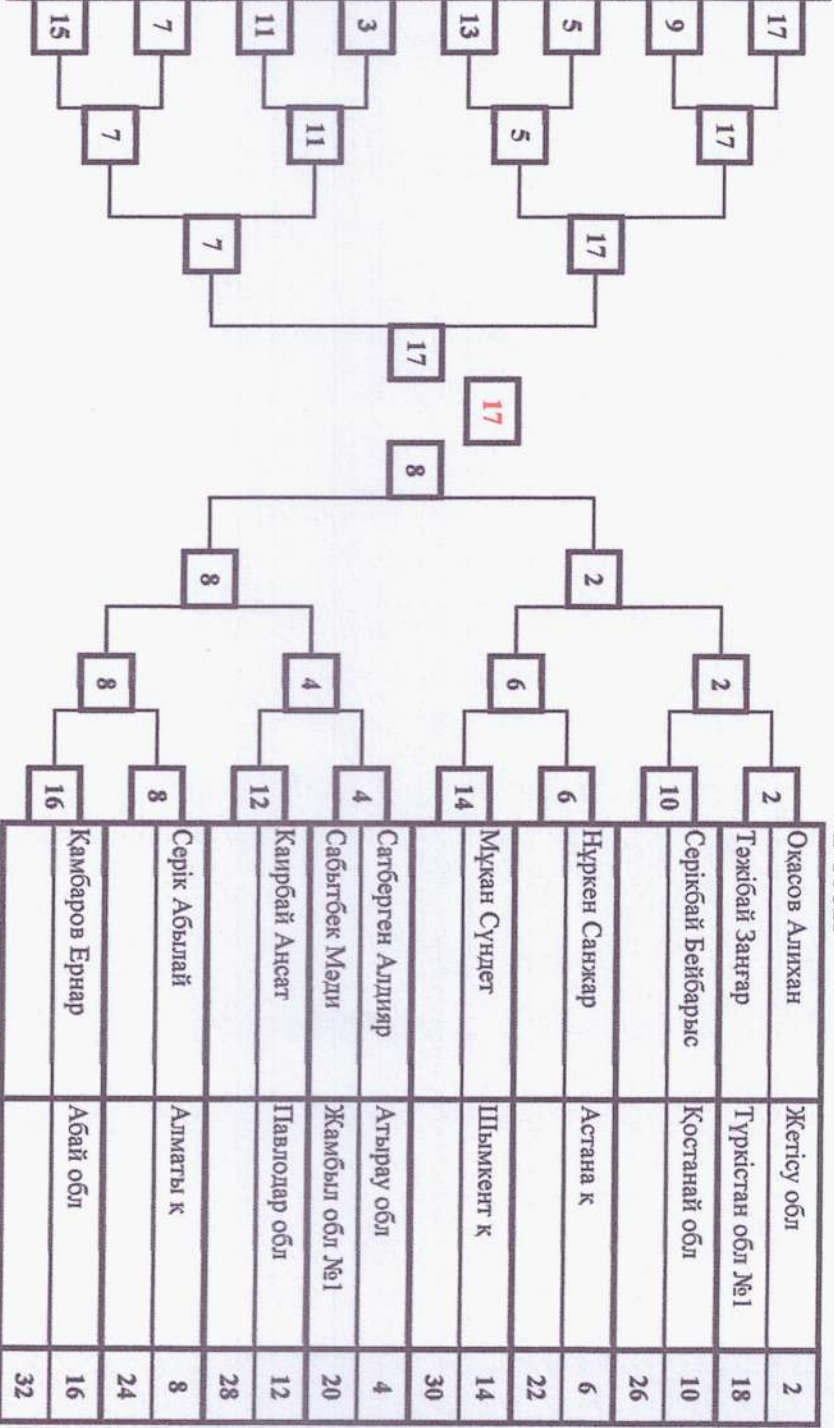 17 2 Оқасов Алихан Жетісу обл 2
17 2 Тәжібай Заңғар Түркістан обл №1 18
9 10 Серікбай Бейбарыс Қостанай обл 10
26
17 2
5 6 Нұркен Санжар Астана к 6
5 6 22
13 14 Мұқан Сүндет Шымкент қ 14
17
30
17 8
3 4 Сатберген Алдияр Атырау обл 4
11 4 Сабытбек Мәди Жамбыл обл №1 20
11 12 Каирбай Ансат Павлодар обл 12
28
7 8
7 8 Серік Абылай Алматы к 8
7 8 24
15 16 Қамбаров Ернар Абай обл 16
32